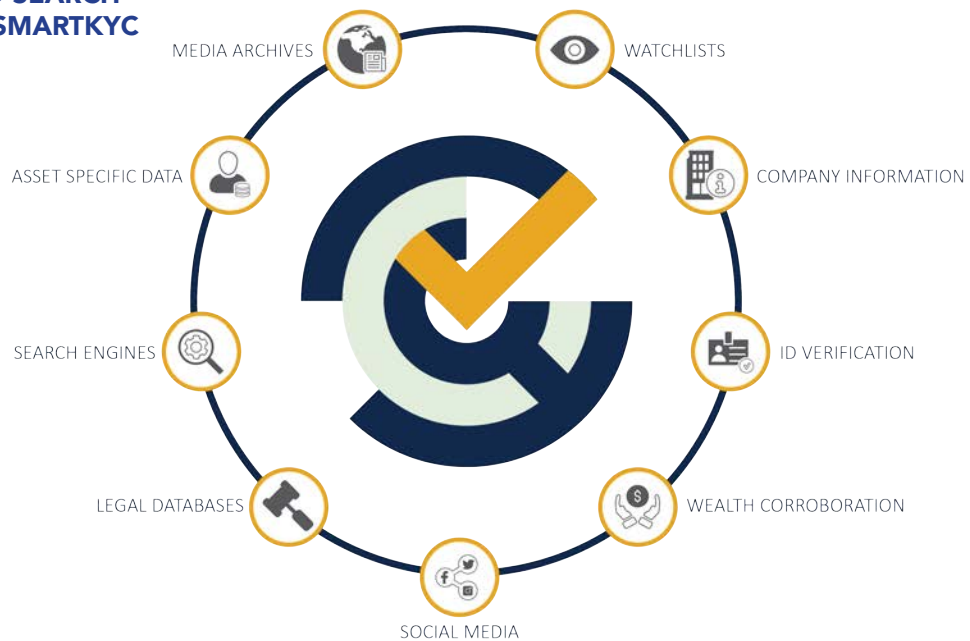 SEARCH
SMARTKYC
MEDIA ARCHIVES
WATCHLISTS
ASSET SPECIFIC DATA
COMPANY INFORMATION
SEARCH ENGINES
ID VERIFICATION
LEGAL DATABASES
WEALTH CORROBORATION
SOCIAL MEDIA